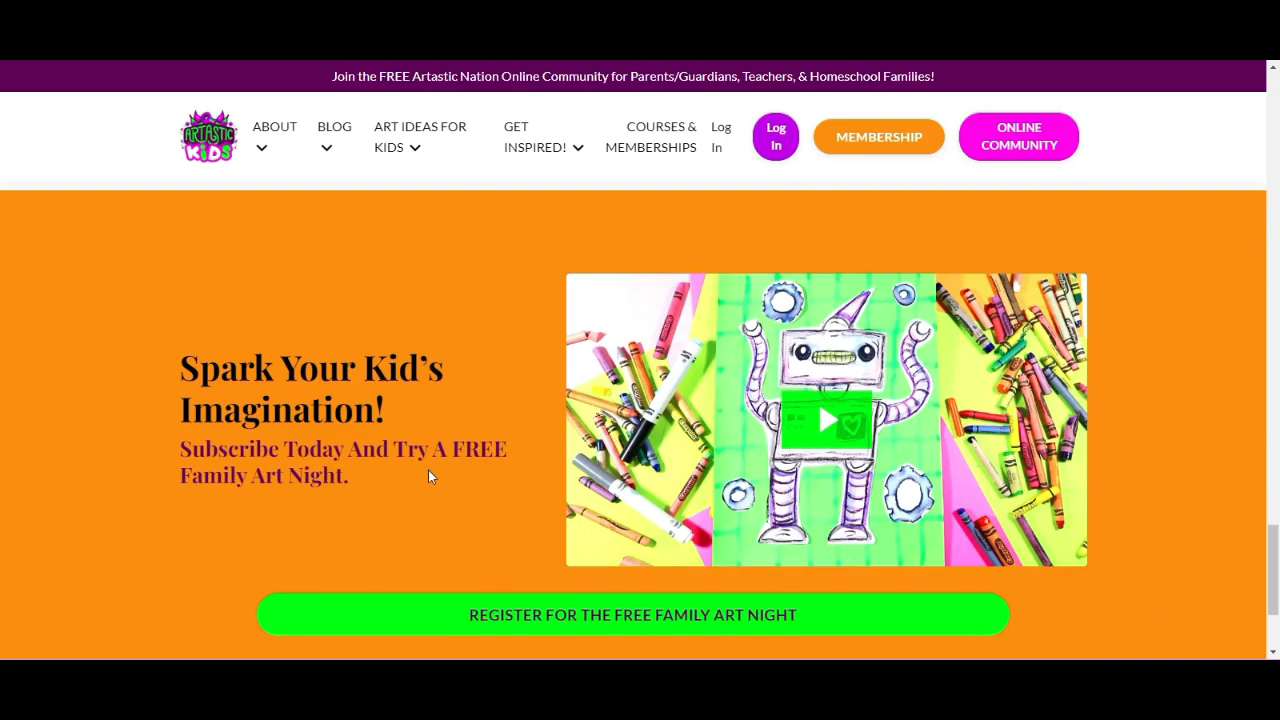 Join the FREE Artastic Nation Online Community for Parents/Guardians, Teachers, & Homeschool Families!
ARTASTIC
KiDS
ABOUT
BLOG
ART IDEAS FOR
KIDS
GET
INSPIRED!
COURSES &
MEMBERSHIPS
Log
In
Log
In
MEMBERSHIP
ONLINE
COMMUNITY
Spark Your Kid’s
Imagination!
Subscribe Today And Try A FREE
Family Art Night.
REGISTER FOR THE FREE FAMILY ART NIGHT